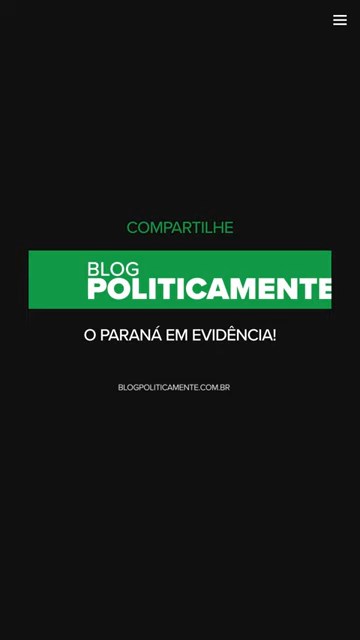 COMPARTILHE
BLOG
POLITICAMENTE
O PARANÁ EM EVIDÊNCIA!
BLOGPOLITICAMENTE.COM.BR